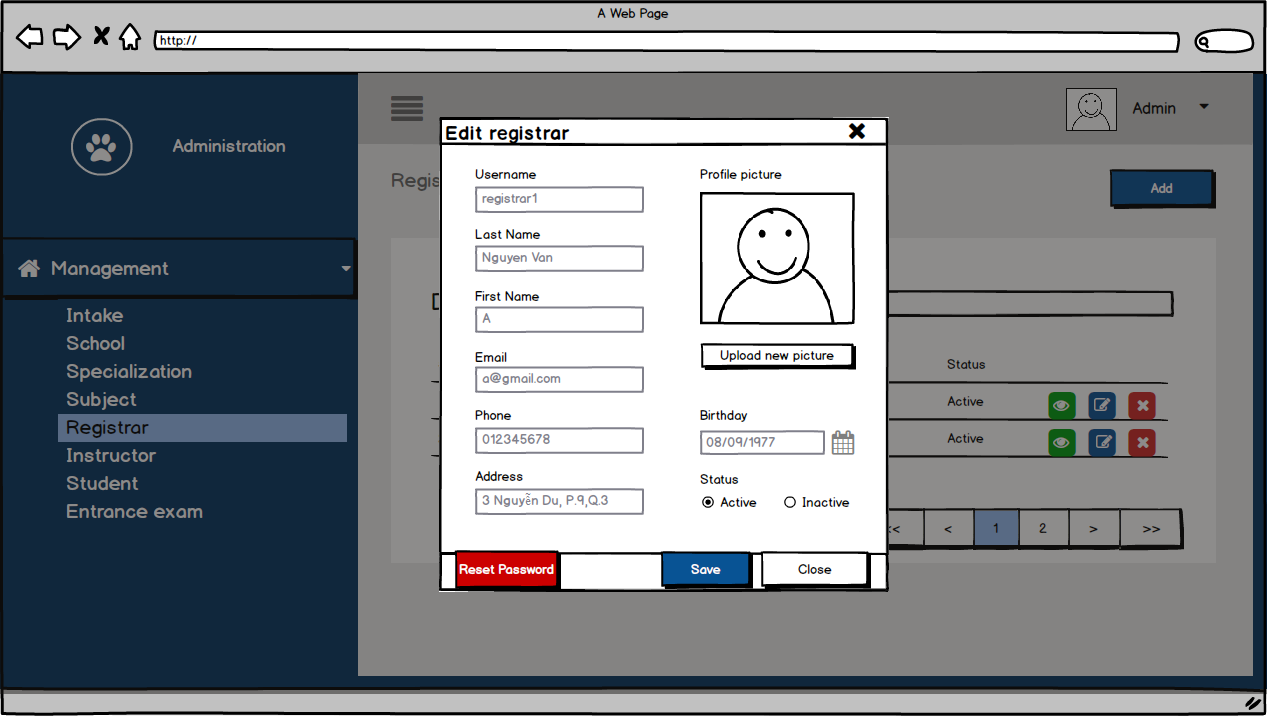 A Web Page
http://
Administration
Admin
Management
Intake
School
Specialization
Subject
Registrar
Instructor
Student
Entrance exam
Regis
Add
Edit registrar
Username
registrar1
Last Name
Nguyen Van
First Name
A
Email
a@gmail.com
Phone
012345678
Address
3 Nguyễn Du, P.9,Q.3
Profile picture
Upload new picture
Birthday
08/09/1977
Status
Active
Inactive
Reset Password
Save
Close
Status
Active
Active
<<
<
1
2
>
>>